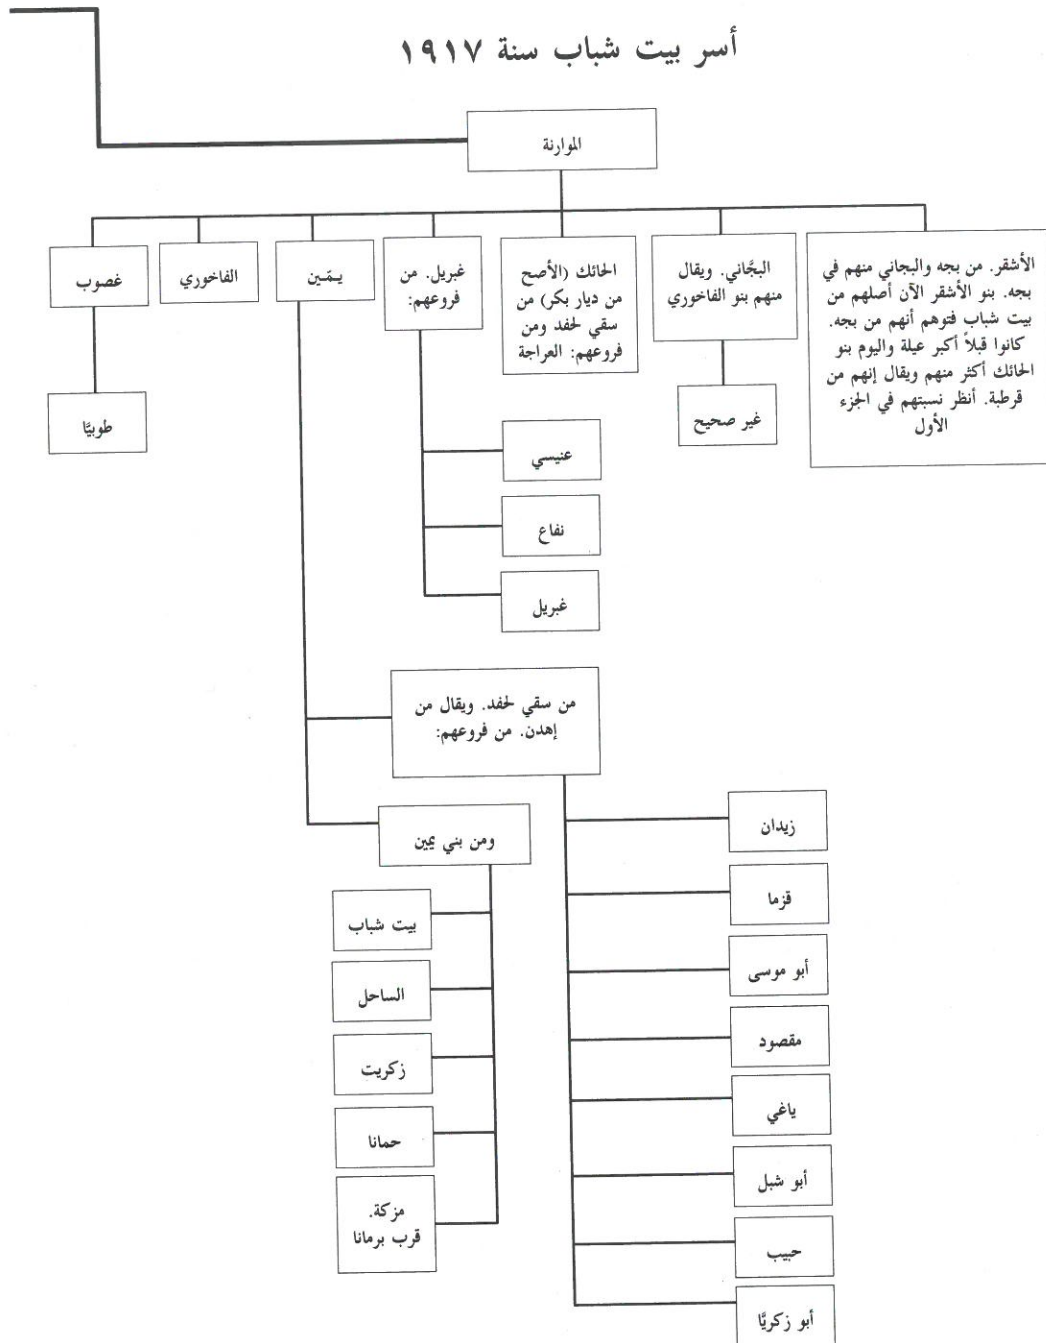 أسر بيت شباب سنة ١٩١٧
الموارنة
الأشقر. من بجه والبجاني منهم في
بجه. بنو الأشقر الآن أصلهم من
بيت شباب فتوهم أنهم من بجه.
كانوا قبلاً أكبر عيلة واليوم بنو
الحائك أكثر منهم ويقال إنهم من
قرطبة. أنظر نسبتهم في الجزء
الأول
البجَّاني. ويقال
منهم بنو الفاخوري
غير صحيح
الحائك (الأصح
من ديار بكر) من
سقي لحفد ومن
فروعهم: العراجة
غبريل. من
فروعهم:
عنيسي
نفاع
غبريل
يمّين
من سقي لحفد. ويقال من
إهدن. من فروعهم:
زيدان
قزما
أبو موسى
مقصود
ياغي
أبو شبل
حبيب
أبو زكريَّا
ومن بني يمين
بيت شباب
الساحل
زكريت
حمانا
مزكة.
قرب برمانا
الفاخوري
غصوب
طوبيَّا